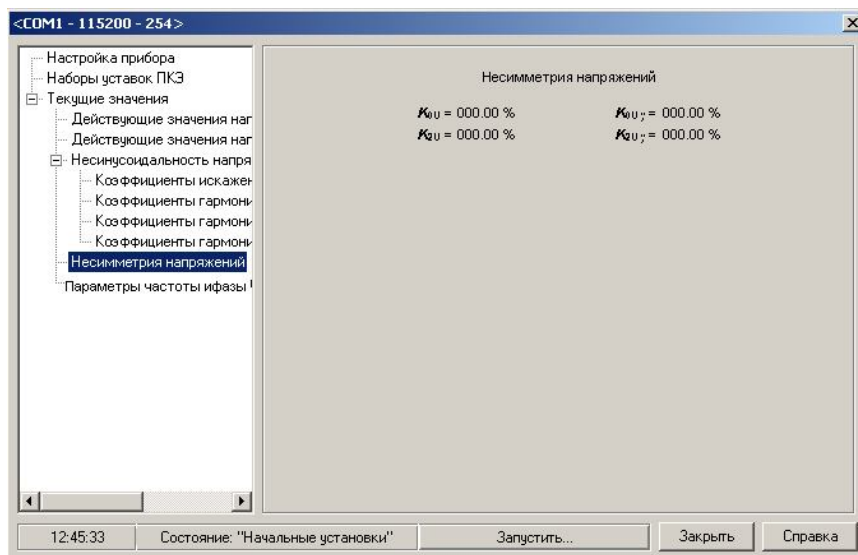 <COM1 - 115200 - 254>
Настройка прибора
Наборы уставок ПКЭ
Текущие значения
Действующие значения наг
Действующие значения наг
Несинусоидальность напря
Коэффициенты искажен
Коэффициенты гармони
Коэффициенты гармони
Коэффициенты гармони
Несимметрия напряжений
Параметры частоты ифазы
Несимметрия напряжений
K0U = 000.00 % K0U;; = 000.00 %
K2U = 000.00 % K2U;; = 000.00 %
12:45:33
Состояние: "Начальные установки"
Запустить...
Закрыть
Справка